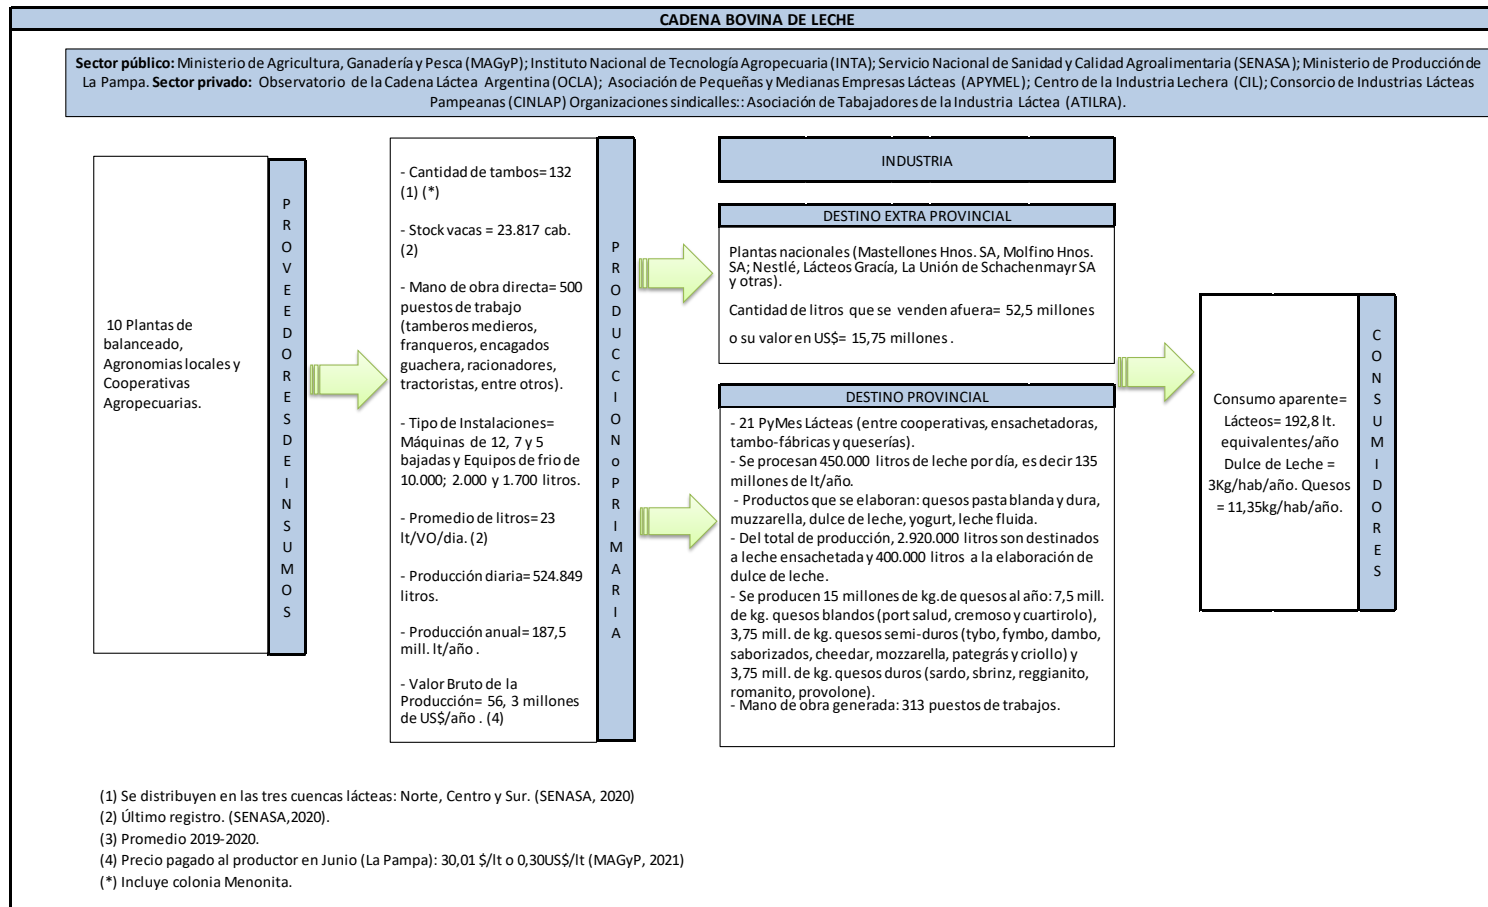 CADENA BOVINA DE LECHE
Sector público: Ministerio de Agricultura, Ganadería y Pesca (MAGyP); Instituto Nacional de Tecnología Agropecuaria (INTA); Servicio Nacional de Sanidad y Calidad Agroalimentaria (SENASA); Ministerio de Producción de
La Pampa. Sector privado: Observatorio de la Cadena Láctea Argentina (OCLA); Asociación de Pequeñas y Medianas Empresas Lácteas (APYMEL); Centro de la Industria Lechera (CIL); Consorcio de Industrias Lácteas
Pampeanas (CINLAP) Organizaciones sindicalles:: Asociación de Tabajadores de la Industria Láctea (ATILRA).
10 Plantas de
balanceado,
Agronomias locales y
Cooperativas
Agropecuarias.
PROVEEDORES DE INSUMOS
- Cantidad de tambos= 132
(1) (*)
- Stock vacas = 23.817 cab.
(2)
- Mano de obra directa= 500
puestos de trabajo
(tamberos medieros,
franqueros, encagados
guachera, racionadores,
tractoristas, entre otros).
- Tipo de Instalaciones=
Máquinas de 12, 7 y 5
bajadas y Equipos de frio de
10.000; 2.000 y 1.700 litros.
- Promedio de litros= 23
lt/VO/dia. (2)
- Producción diaria= 524.849
litros.
- Producción anual= 187,5
mill. lt/año .
- Valor Bruto de la
Producción= 56, 3 millones
de US$/año . (4)
PRODUCCION o PRIMARIA
INDUSTRIA
DESTINO EXTRA PROVINCIAL
Plantas nacionales (Mastellones Hnos. SA, Molfino Hnos.
SA; Nestlé, Lácteos Gracía, La Unión de Schachenmayr SA
y otras).
Cantidad de litros que se venden afuera= 52,5 millones
o su valor en US$= 15,75 millones .
DESTINO PROVINCIAL
- 21 PyMes Lácteas (entre cooperativas, ensachetadoras,
tambo-fábricas y queserías).
- Se procesan 450.000 litros de leche por día, es decir 135
millones de lt/año.
- Productos que se elaboran: quesos pasta blanda y dura,
muzzarella, dulce de leche, yogurt, leche fluida.
- Del total de producción, 2.920.000 litros son destinados
a leche ensachetada y 400.000 litros a la elaboración de
dulce de leche.
- Se producen 15 millones de kg.de quesos al año: 7,5 mill.
de kg. quesos blandos (port salud, cremoso y cuartirolo),
3,75 mill. de kg. quesos semi-duros (tybo, fymbo, dambo,
saborizados, cheedar, mozzarella, pategrás y criollo) y
3,75 mill. de kg. quesos duros (sardo, sbrinz, reggianito,
romanito, provolone).
- Mano de obra generada: 313 puestos de trabajos.
Consumo aparente=
Lácteos= 192,8 lt.
equivalentes/año
Dulce de Leche =
3Kg/hab/año. Quesos
= 11,35kg/hab/año.
CONSUMIDORES
(1) Se distribuyen en las tres cuencas lácteas: Norte, Centro y Sur. (SENASA, 2020)
(2) Último registro. (SENASA,2020).
(3) Promedio 2019-2020.
(4) Precio pagado al productor en Junio (La Pampa): 30,01 $/lt o 0,30US$/lt (MAGyP, 2021)
(*) Incluye colonia Menonita.